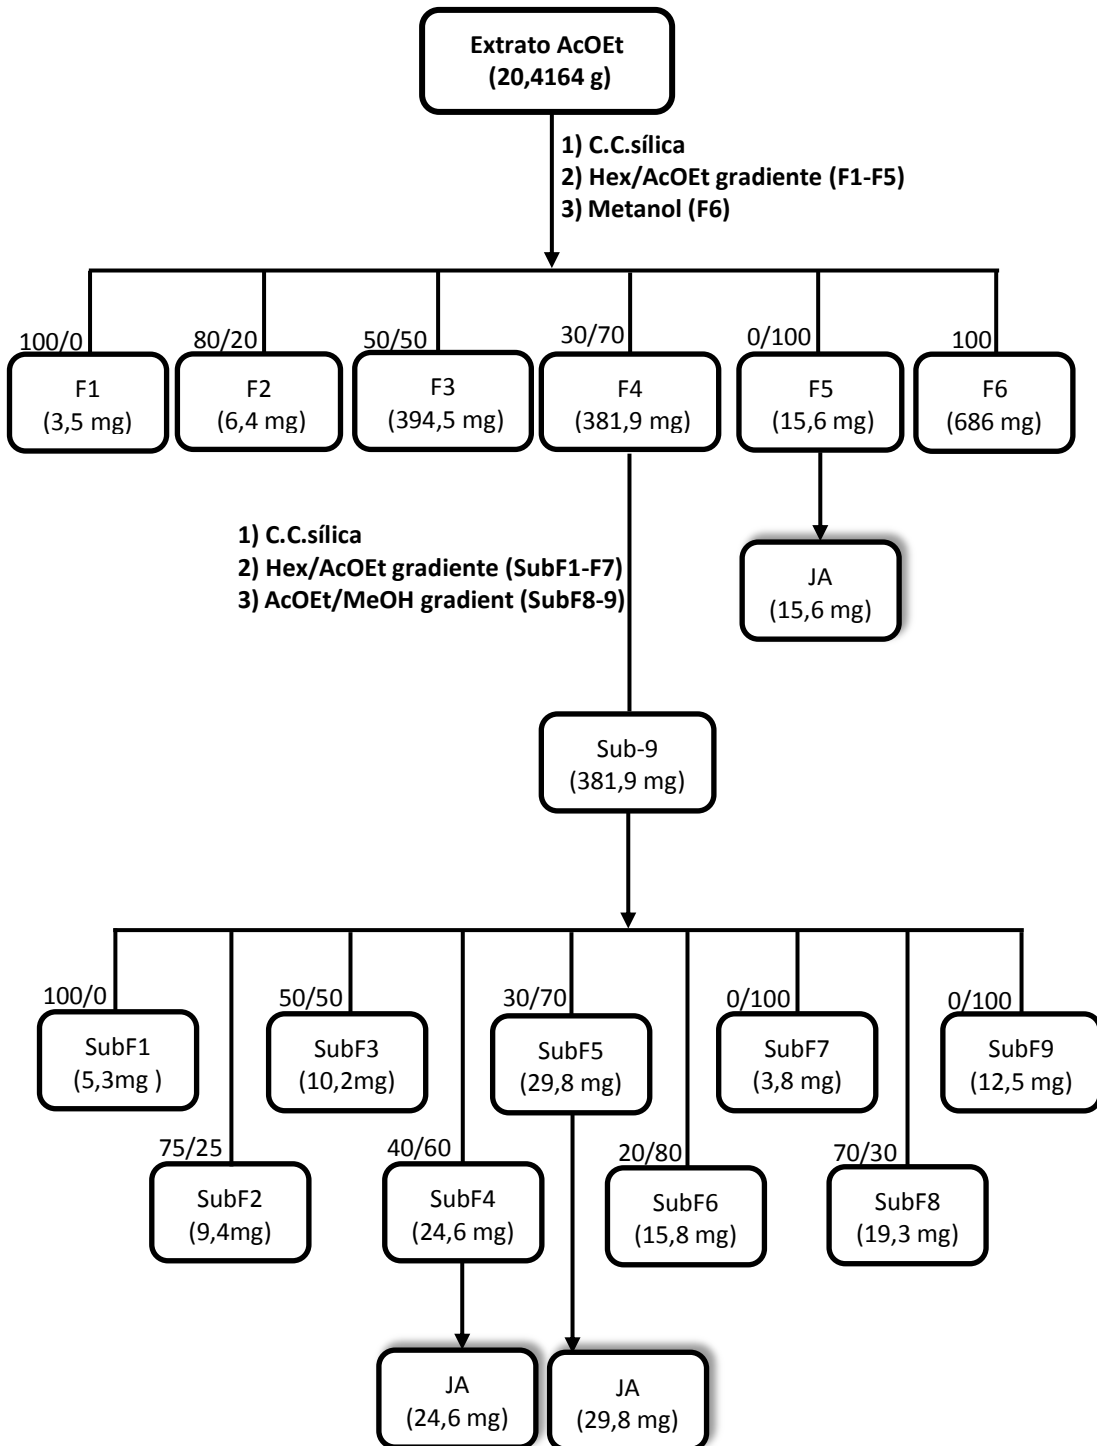 Extrato AcOEt
(20,4164 g)
1) C.C.sílica
2) Hex/AcOEt gradiente (F1-F5)
3) Metanol (F6)
100/0
80/20
50/50
30/70
0/100
100
F1
(3,5 mg)
F2
(6,4 mg)
F3
(394,5 mg)
F4
(381,9 mg)
F5
(15,6 mg)
F6
(686 mg)
1) C.C.sílica
2) Hex/AcOEt gradiente (SubF1-F7)
3) AcOEt/MeOH gradient (SubF8-9)
JA
(15,6 mg)
Sub-9
(381,9 mg)
100/0
50/50
30/70
0/100
0/100
SubF1
(5,3mg )
SubF3
(10,2mg)
SubF5
(29,8 mg)
SubF7
(3,8 mg)
SubF9
(12,5 mg)
75/25
40/60
20/80
70/30
SubF2
(9,4mg)
SubF4
(24,6 mg)
SubF6
(15,8 mg)
SubF8
(19,3 mg)
JA
(24,6 mg)
JA
(29,8 mg)